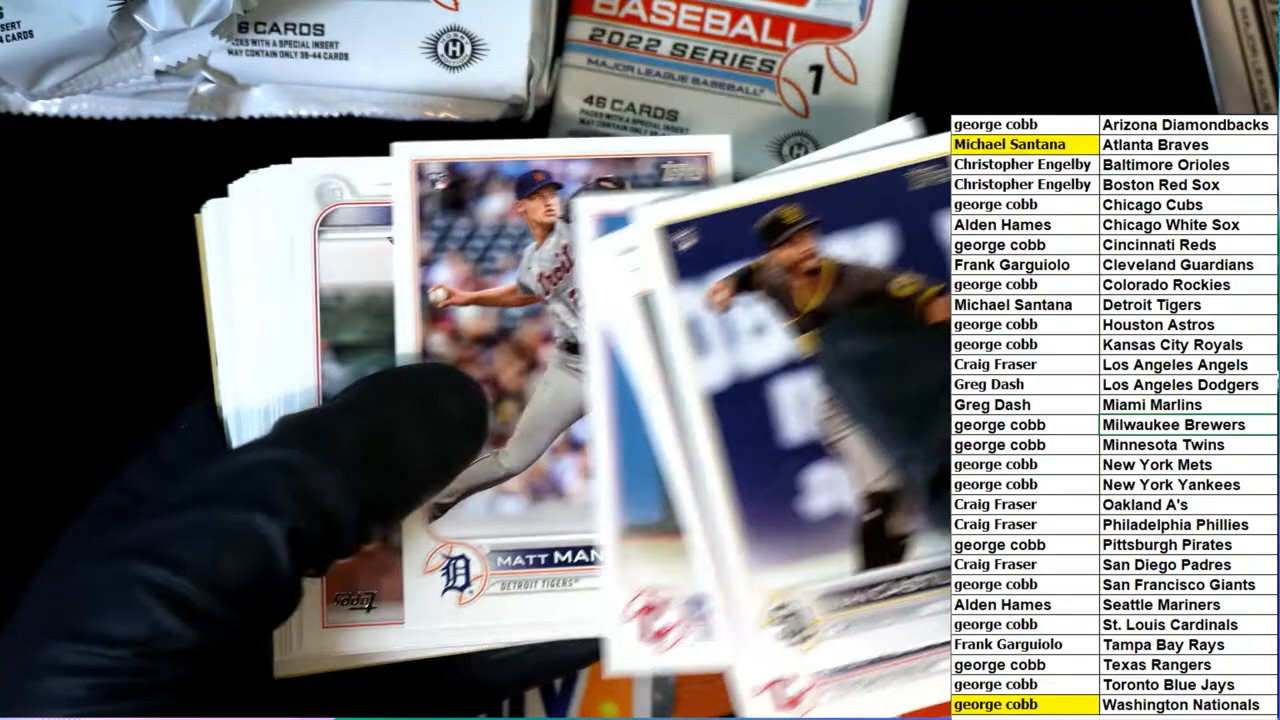 6 CARDS
PACKS WITH A SPECIAL INSERT
MAY CONTAIN ONLY 39-44 CARDS
H
BASEBALL
2022 SERIES 1
MAJOR LEAGUE BASEBALL
46 CARDS
PACKS WITH A SPECIAL INSERT
Topps
MATT MAN
DETROIT TIGERS
Topps
george cobb Arizona Diamondbacks
Michael Santana Atlanta Braves
Christopher Engelby Baltimore Orioles
Christopher Engelby Boston Red Sox
george cobb Chicago Cubs
Alden Hames Chicago White Sox
george cobb Cincinnati Reds
Frank Garguiolo Cleveland Guardians
george cobb Colorado Rockies
Michael Santana Detroit Tigers
george cobb Houston Astros
george cobb Kansas City Royals
Craig Fraser Los Angeles Angels
Greg Dash Los Angeles Dodgers
Greg Dash Miami Marlins
george cobb Milwaukee Brewers
george cobb Minnesota Twins
george cobb New York Mets
george cobb New York Yankees
Craig Fraser Oakland A's
Craig Fraser Philadelphia Phillies
george cobb Pittsburgh Pirates
Craig Fraser San Diego Padres
george cobb San Francisco Giants
Alden Hames Seattle Mariners
george cobb St. Louis Cardinals
Frank Garguiolo Tampa Bay Rays
george cobb Texas Rangers
george cobb Toronto Blue Jays
george cobb Washington Nationals